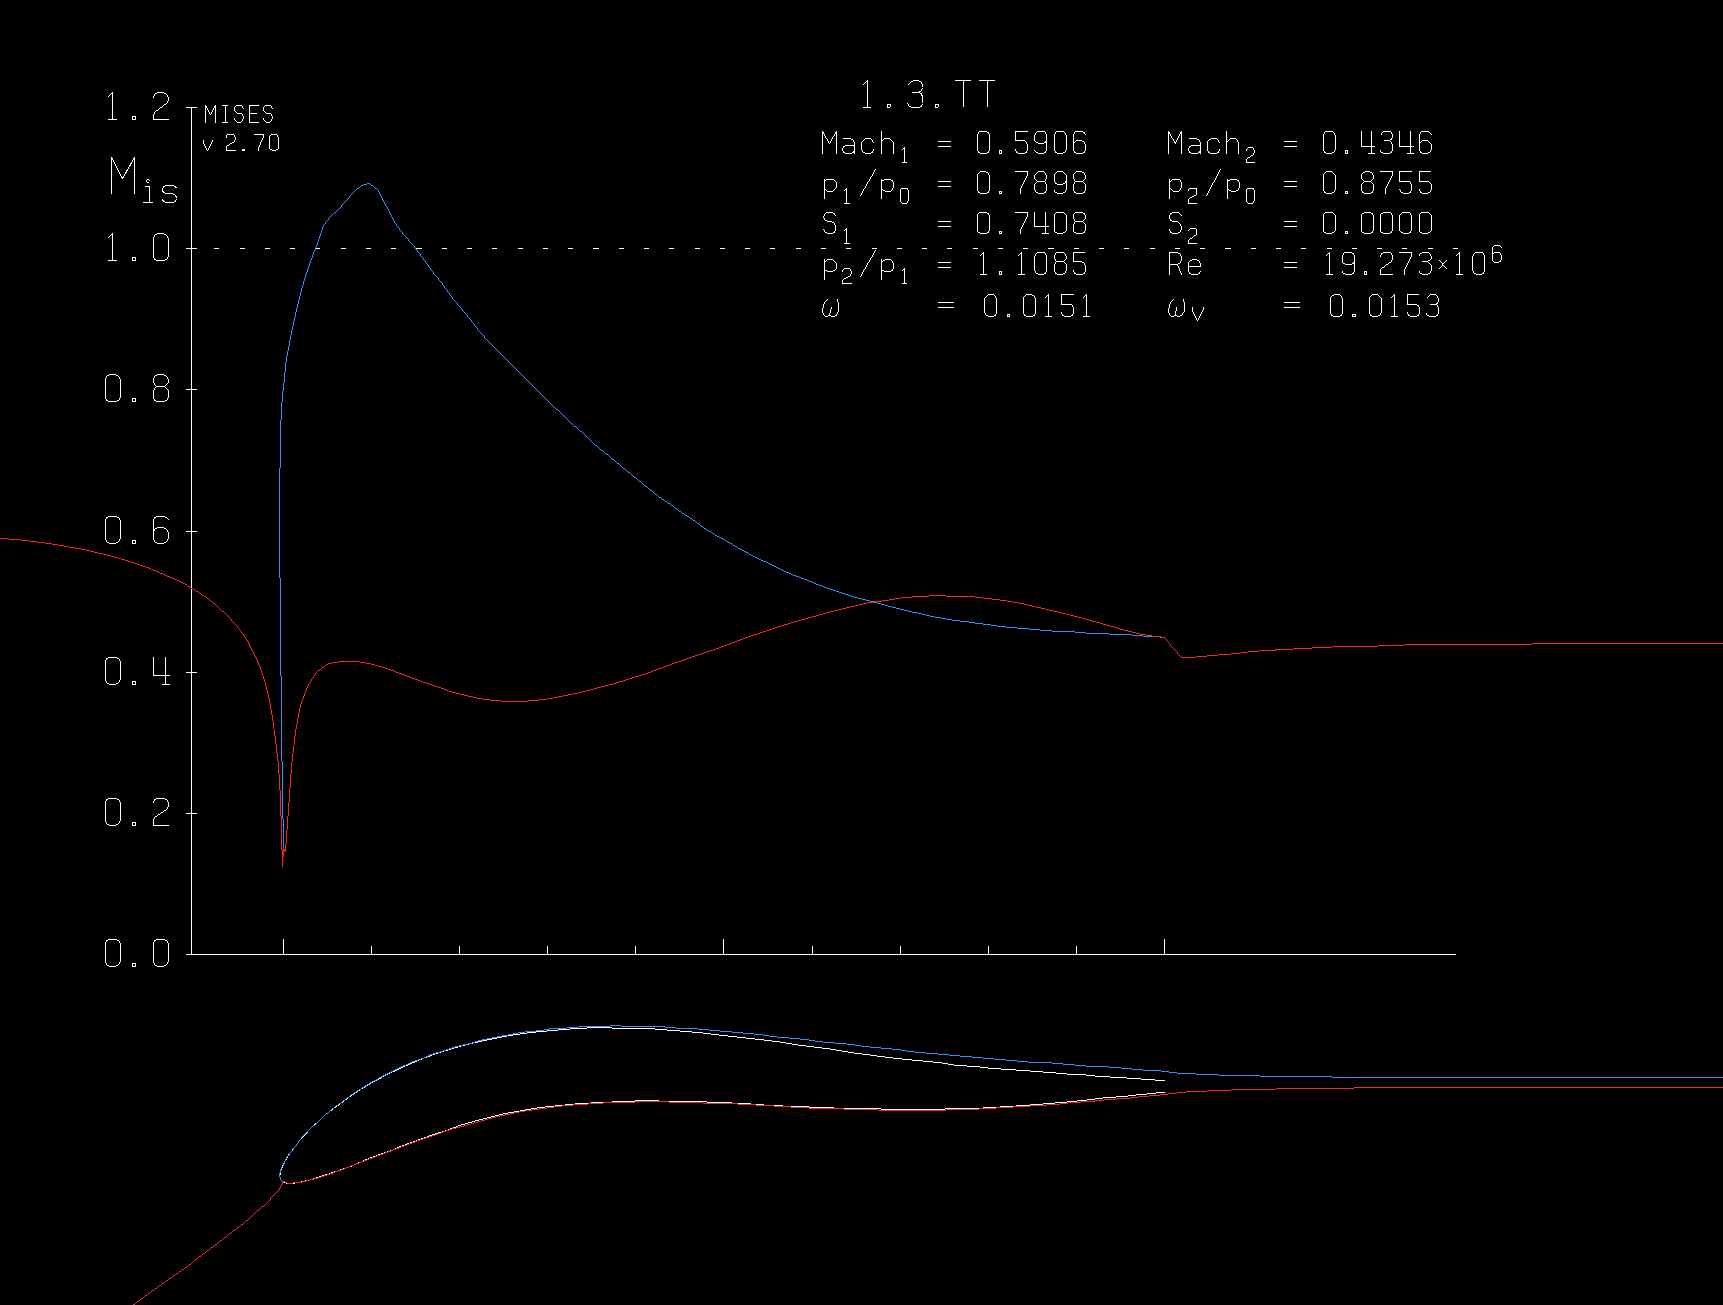 1.3.TT
1.2
MISES
v 2.70
Mach1 = 0.5906 Mach2 = 0.4346
Mis
p1/p0 = 0.7898 p2/p0 = 0.8755
S1 = 0.7408 S2 = 0.0000
1.0
p2/p1 = 1.1085 Re = 19.273×10^6
ω = 0.0151 ωv = 0.0153
0.8
0.6
0.4
0.2
0.0